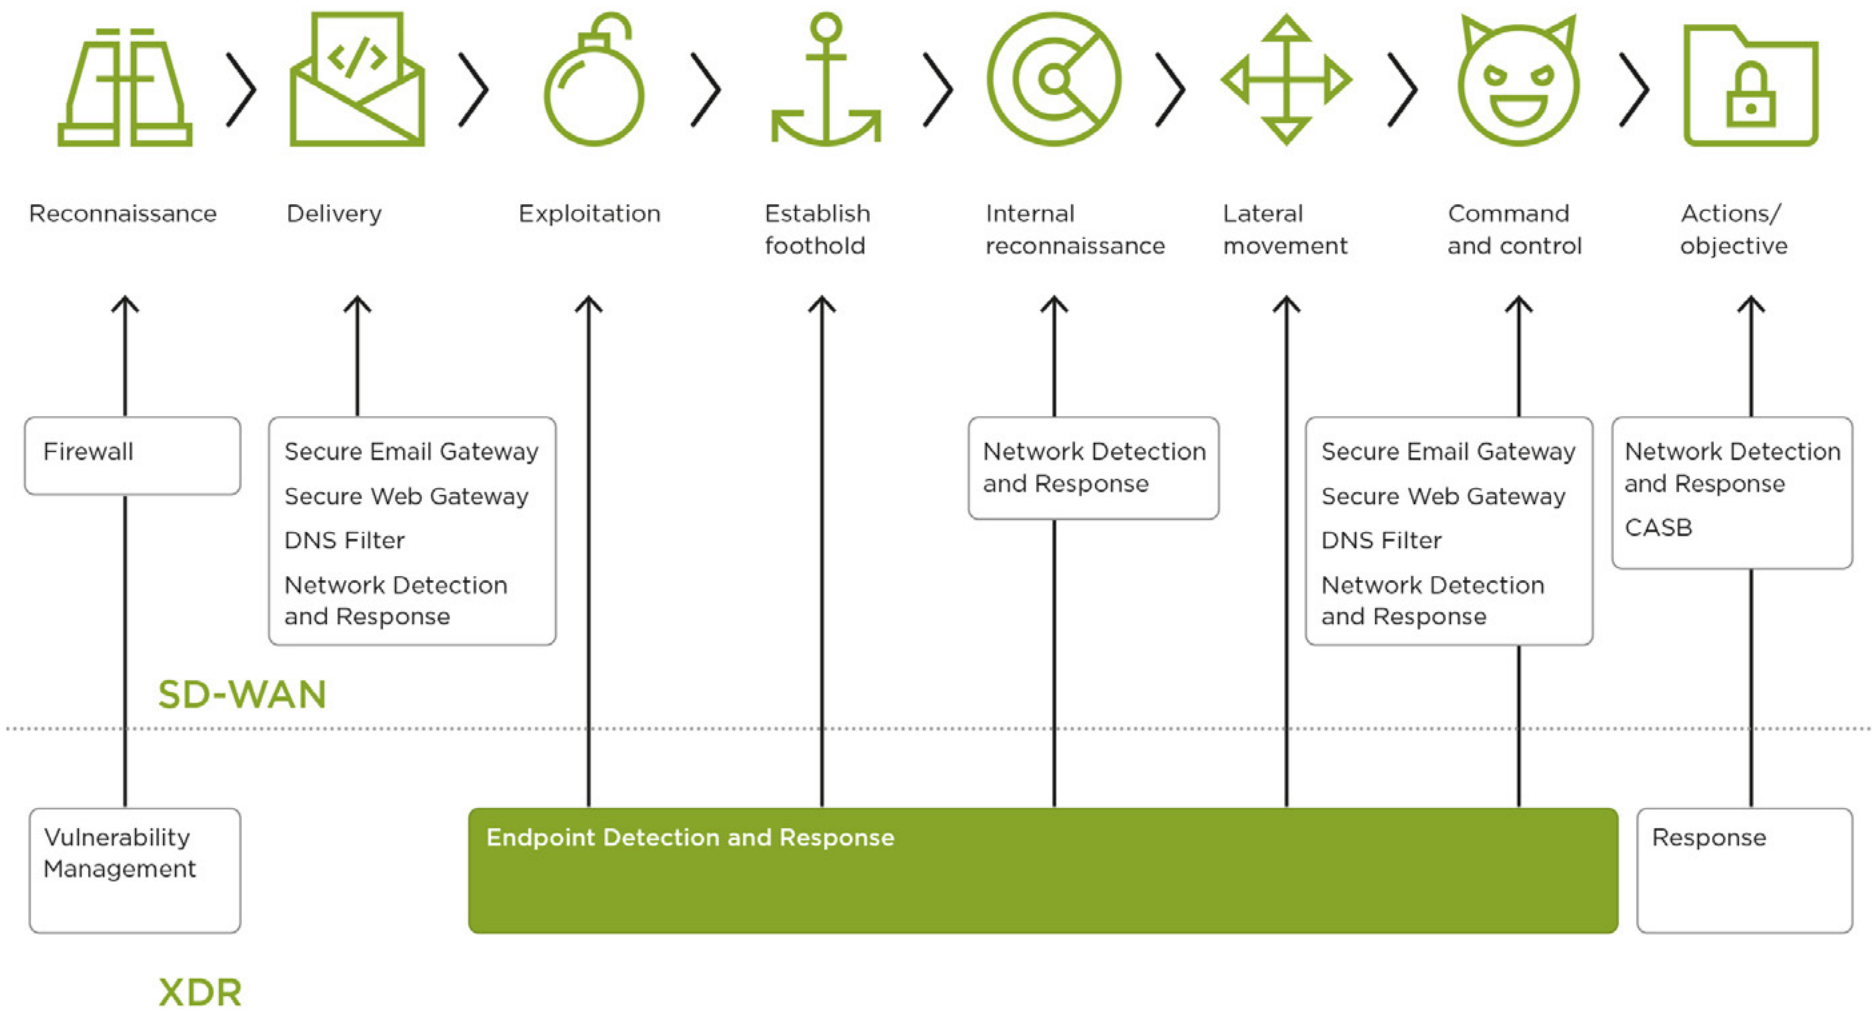 </>
Reconnaissance
Delivery
Exploitation
Establish
foothold
Internal
reconnaissance
Lateral
movement
Command
and control
Actions/
objective
Firewall
Secure Email Gateway
Secure Web Gateway
DNS Filter
Network Detection
and Response
Network Detection
and Response
Secure Email Gateway
Secure Web Gateway
DNS Filter
Network Detection
and Response
Network Detection
and Response
CASB
SD-WAN
Vulnerability
Management
Endpoint Detection and Response
Response
XDR